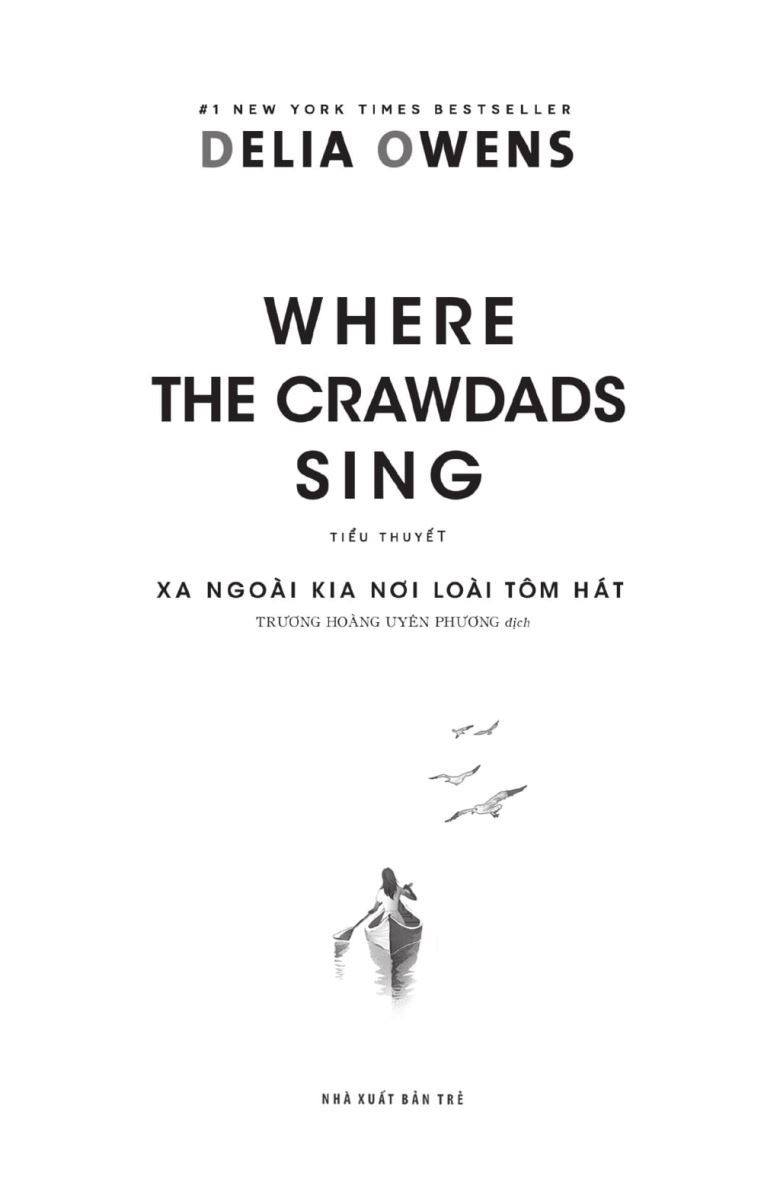 #1 NEW YORK TIMES BESTSELLER
DELIA OWENS
WHERE
THE CRAWDADS
SING
TIỂU THUYẾT
XA NGOÀI KIA NƠI LOÀI TÔM HÁT
TRƯƠNG HOÀNG UYÊN PHƯƠNG dịch
NHÀ XUẤT BẢN TRẺ